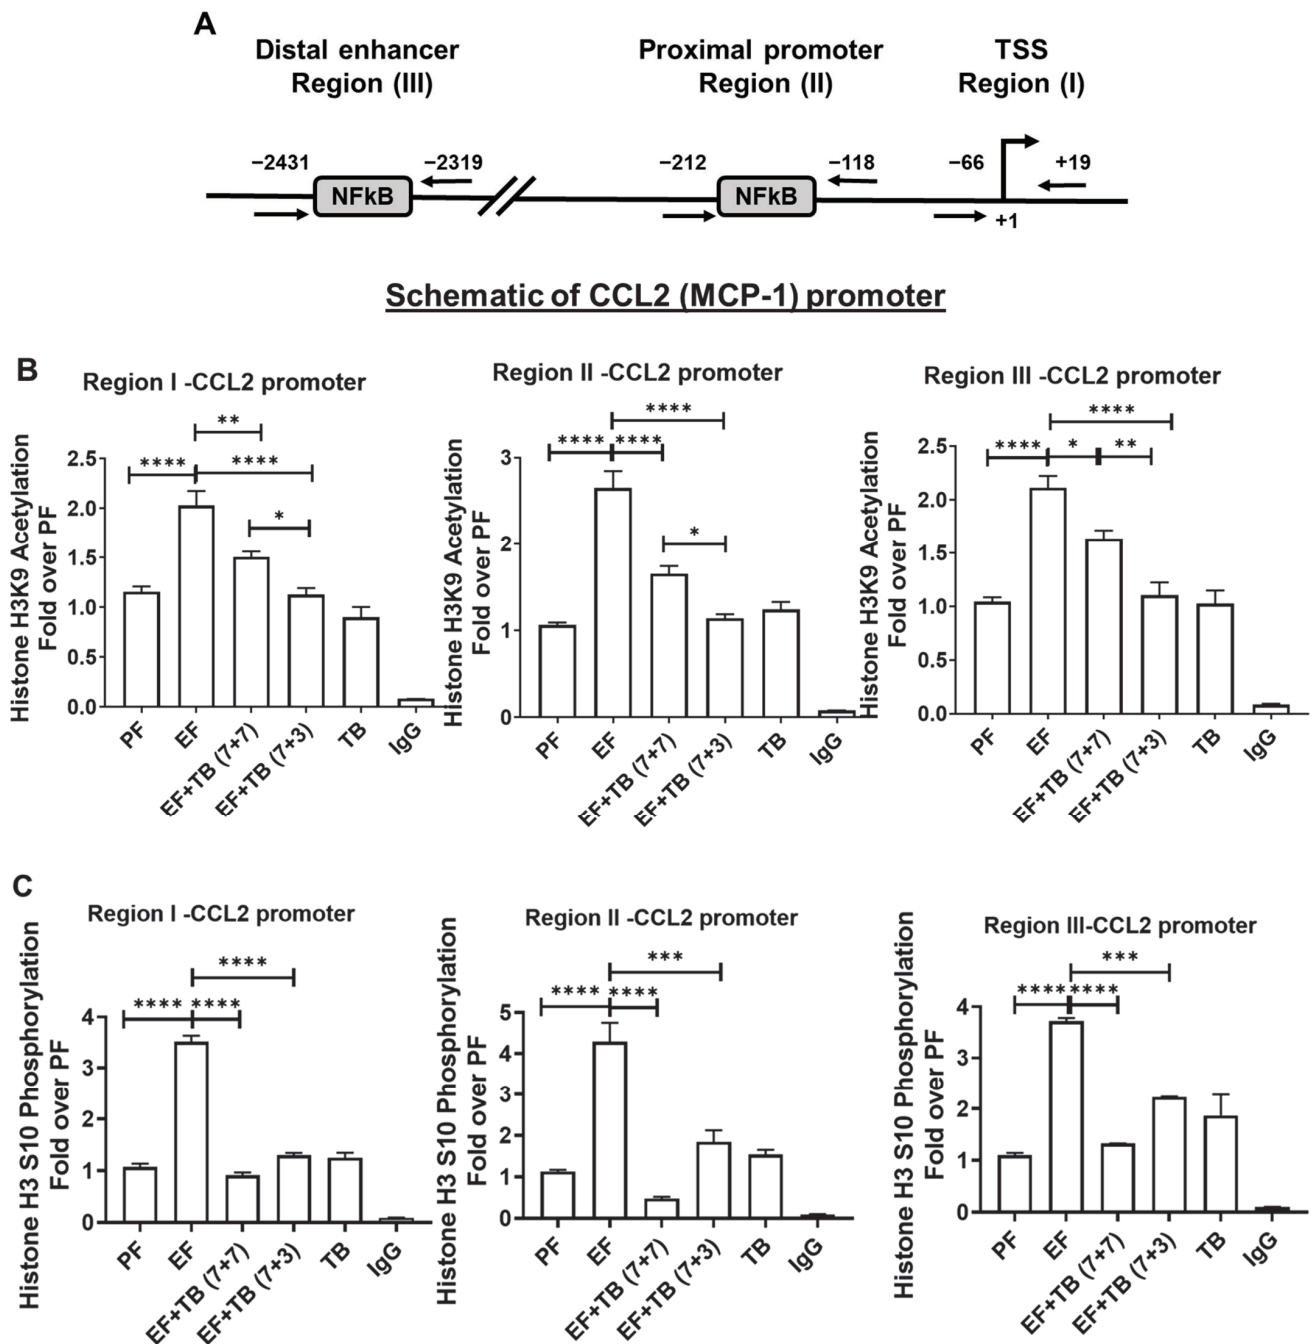 A
Distal enhancer
Region (III)
Proximal promoter
Region (II)
TSS
Region (I)
−2431
−2319
−212
−118
−66
+19
NFkB
NFkB
+1
Schematic of CCL2 (MCP-1) promoter
B
Region I -CCL2 promoter
Histone H3K9 Acetylation
Fold over PF
**
****
****
*
2.5
2.0
1.5
1.0
0.5
0.0
PF
EF
EF+TB (7+7)
EF+TB (7+3)
TB
IgG
Region II -CCL2 promoter
Histone H3K9 Acetylation
Fold over PF
****
****
****
*
3
2
1
0
PF
EF
EF+TB (7+7)
EF+TB (7+3)
TB
IgG
Region III -CCL2 promoter
Histone H3K9 Acetylation
Fold over PF
****
****
*
**
2.5
2.0
1.5
1.0
0.5
0.0
PF
EF
EF+TB (7+7)
EF+TB (7+3)
TB
IgG
C
Region I -CCL2 promoter
Histone H3 S10 Phosphorylation
Fold over PF
****
****
****
4
3
2
1
0
PF
EF
EF+TB (7+7)
EF+TB (7+3)
TB
IgG
Region II -CCL2 promoter
Histone H3 S10 Phosphorylation
Fold over PF
***
****
****
5
4
3
2
1
0
PF
EF
EF+TB (7+7)
EF+TB (7+3)
TB
IgG
Region III-CCL2 promoter
Histone H3 S10 Phosphorylation
Fold over PF
***
****
****
4
3
2
1
0
PF
EF
EF+TB (7+7)
EF+TB (7+3)
TB
IgG